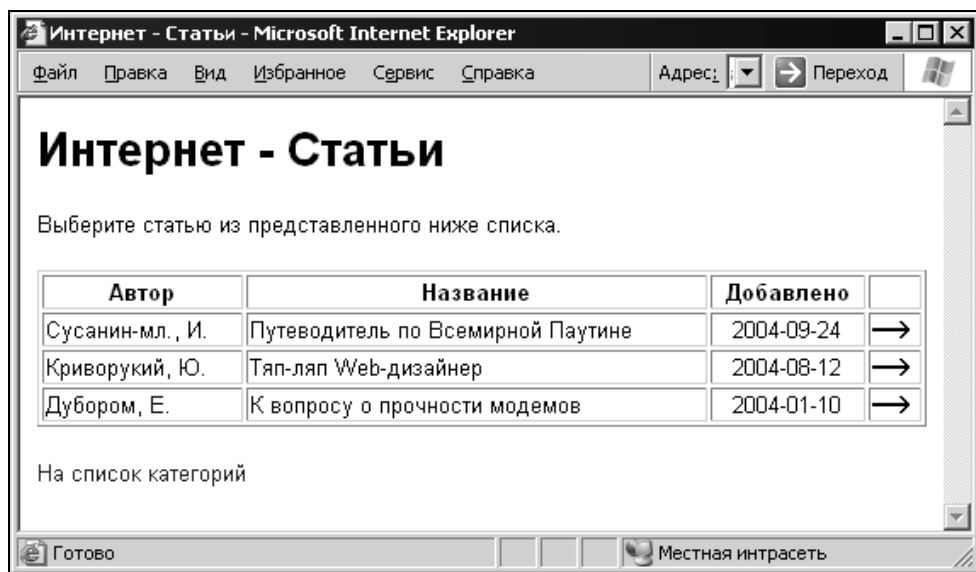 Интернет - Статьи - Microsoft Internet Explorer
Файл Правка Вид Избранное Сервис Справка Адрес: Переход
Интернет - Статьи
Выберите статью из представленного ниже списка.
Автор Название Добавлено
Сусанин-мл., И. Путеводитель по Всемирной Паутине 2004-09-24 →
Криворукий, Ю. Тяп-ляп Web-дизайнер 2004-08-12 →
Дубором, Е. К вопросу о прочности модемов 2004-01-10 →
На список категорий
Готово Местная интрасеть